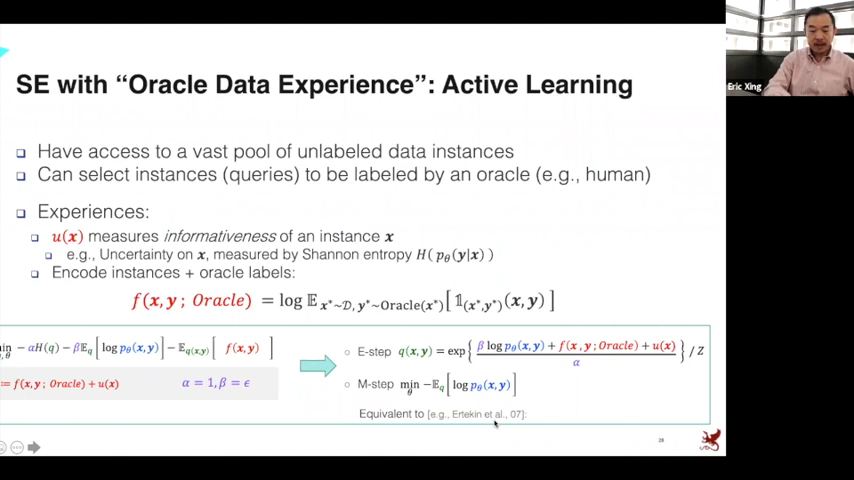 Eric Xing
SE with “Oracle Data Experience”: Active Learning
Have access to a vast pool of unlabeled data instances
Can select instances (queries) to be labeled by an oracle (e.g., human)
Experiences:
u(x) measures informativeness of an instance x
e.g., Uncertainty on x, measured by Shannon entropy H( pθ(y|x) )
Encode instances + oracle labels:
f(x, y ; Oracle) = log 𝔼 x*~𝒟, y*~Oracle(x*) [ 𝟙(x*,y*)(x, y) ]
in q,θ − αH(q) − β𝔼q[ log pθ(x, y) ] − 𝔼q(x,y)[ f(x, y) ]
:= f(x, y ; Oracle) + u(x) α = 1, β = ϵ
E-step q(x, y) = exp{ β log pθ(x, y) + f(x, y ; Oracle) + u(x) / α } / Z
M-step min θ −𝔼q[ log pθ(x, y) ]
Equivalent to [e.g., Ertekin et al., 07]:
28